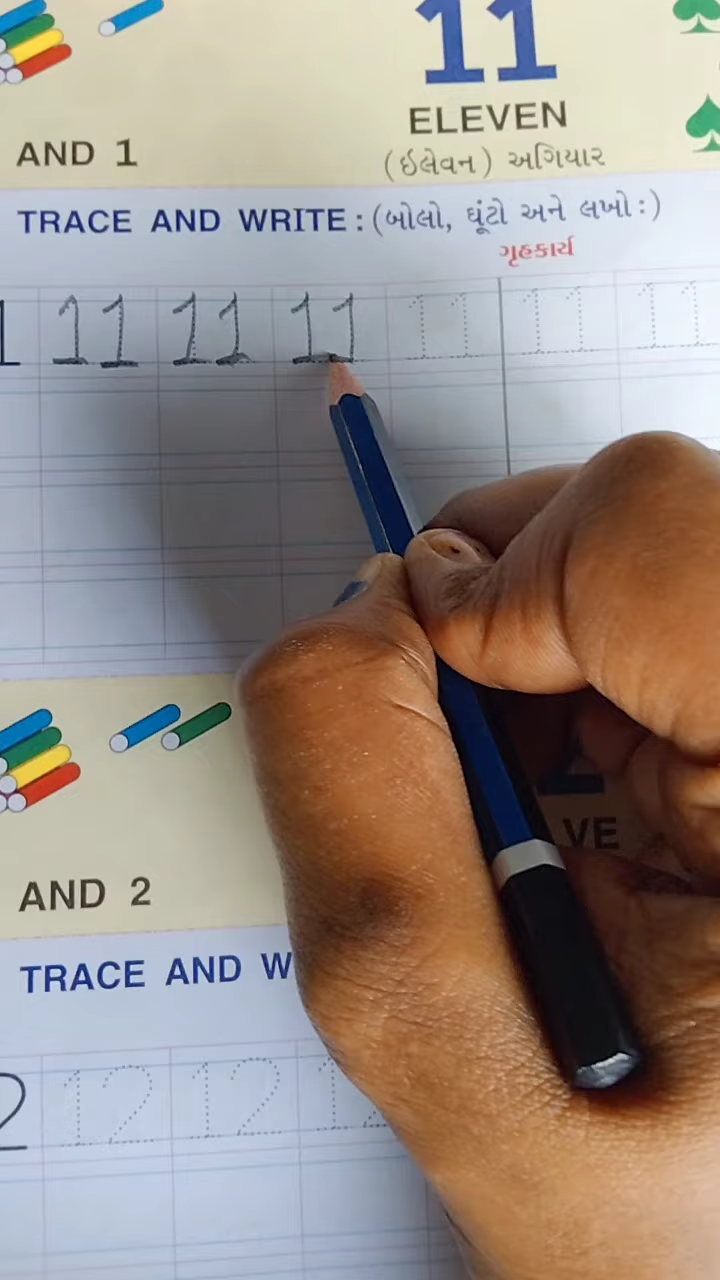 11
ELEVEN
AND 1
(ઇલેવન) અગિયાર
TRACE AND WRITE : (બોલો, ઘૂંટો અને લખો :)
ગૃહકાર્ય
1 11 11 11 11 11 11
VE
AND 2
TRACE AND W
2 12 12 12